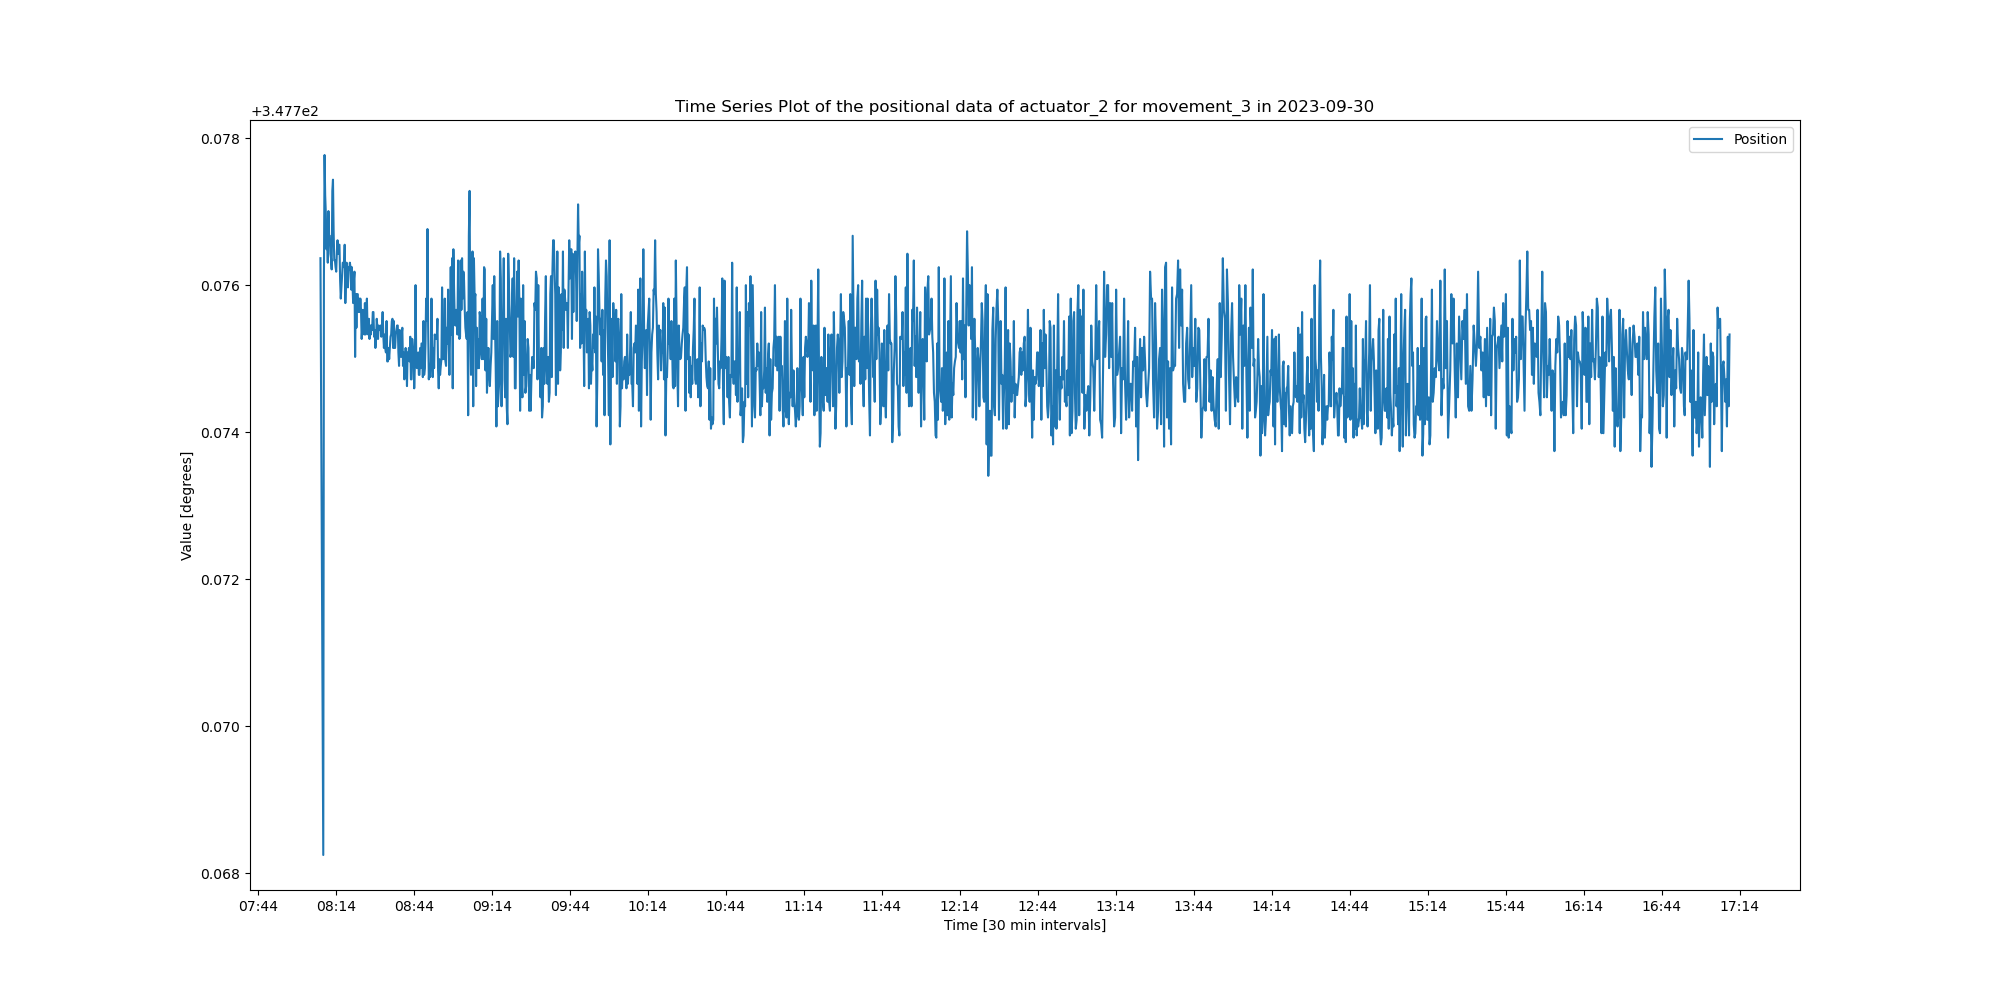 Time Series Plot of the positional data of actuator_2 for movement_3 in 2023-09-30
+3.477e2
Position
0.078
0.076
0.074
0.072
0.070
0.068
Value [degrees]
07:44 08:14 08:44 09:14 09:44 10:14 10:44 11:14 11:44 12:14 12:44 13:14 13:44 14:14 14:44 15:14 15:44 16:14 16:44 17:14
Time [30 min intervals]